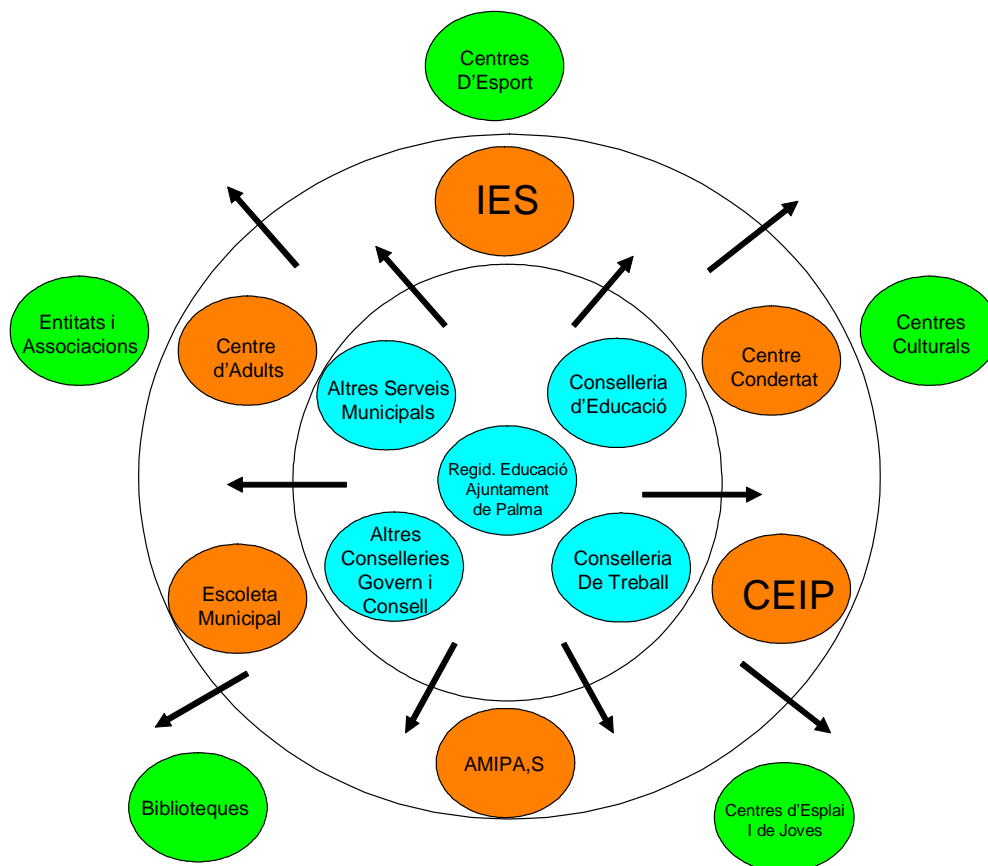 Centres
D'Esport
IES
Entitats i
Associacions
Centre
d'Adults
Altres Serveis
Municipals
Conselleria
d'Educació
Centre
Condertat
Centres
Culturals
Regid. Educació
Ajuntament
de Palma
Altres
Conselleries
Govern i
Consell
Conselleria
De Treball
Escoleta
Municipal
CEIP
AMIPA,S
Biblioteques
Centres d'Esplai
I de Joves